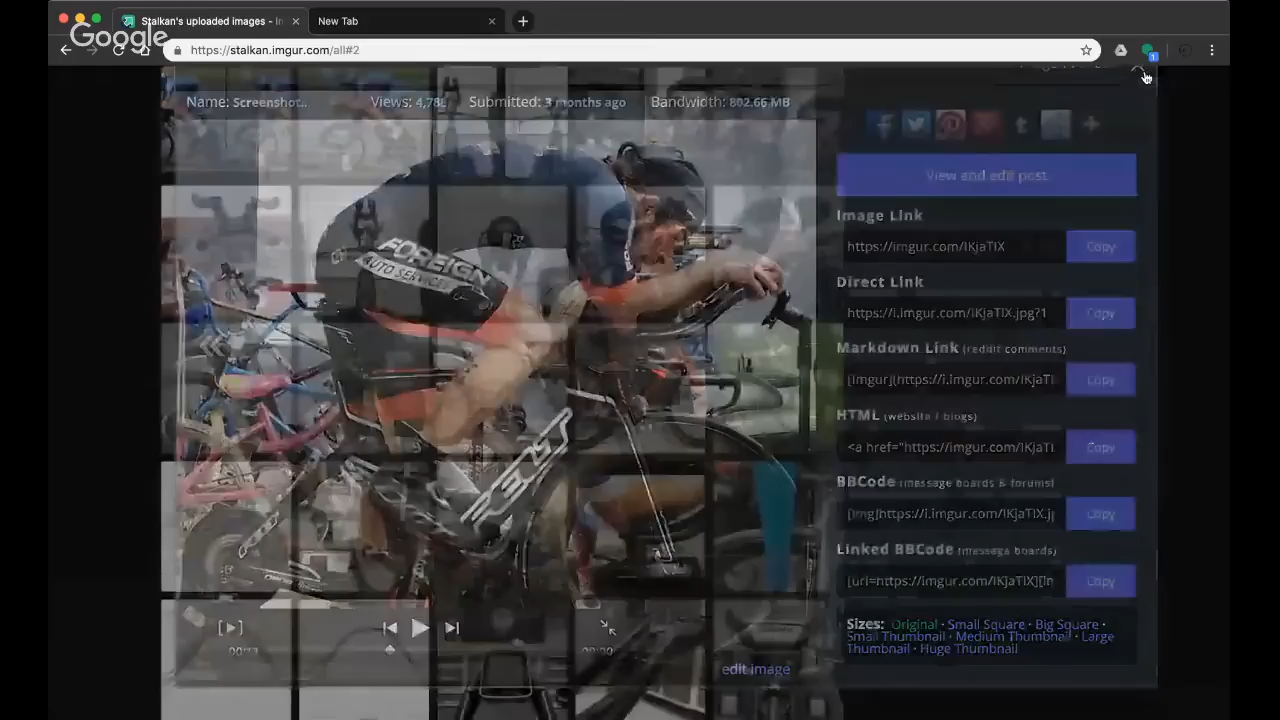 Stalkan's uploaded images - In
New Tab
Google
https://stalkan.imgur.com/all#2
1
Name: Screenshot..
Views: 4,78
Submitted: 3 months ago
Bandwidth: 802.66 MB
View and edit post
Image Link
https://imgur.com/IKjaTIX
Copy
Direct Link
https://i.imgur.com/IKjaTIX.jpg?1
Copy
Markdown Link (reddit comments)
[Imgur](https://i.imgur.com/IKjaTI
Copy
HTML (website / blogs)
<a href="https://imgur.com/IKjaTI
Copy
BBCode (message boards & forums)
[img]https://i.imgur.com/IKjaTIX.jp
Copy
Linked BBCode (message boards)
[url=https://imgur.com/IKjaTIX][im
Copy
Sizes: Original · Small Square · Big Square ·
Small Thumbnail · Medium Thumbnail · Large
Thumbnail · Huge Thumbnail
edit image
FOREIGN
AUTO SERVICE
FELT